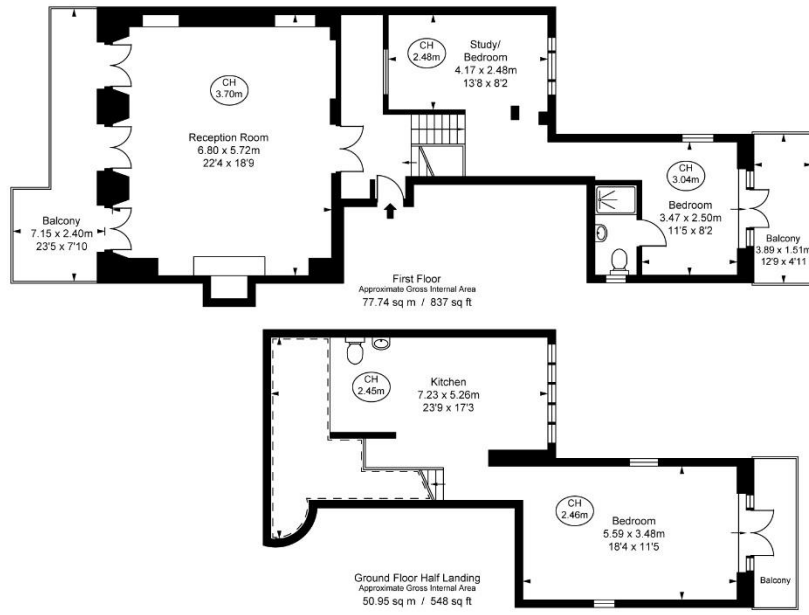 CH
2.48m
Study/
Bedroom
4.17 x 2.48m
13'8 x 8'2
CH
3.70m
Reception Room
6.80 x 5.72m
22'4 x 18'9
CH
3.04m
Bedroom
3.47 x 2.50m
11'5 x 8'2
Balcony
7.15 x 2.40m
23'5 x 7'10
Balcony
3.89 x 1.51m
12'9 x 4'11
First Floor
Approximate Gross Internal Area
77.74 sq m / 837 sq ft
CH
2.45m
Kitchen
7.23 x 5.26m
23'9 x 17'3
CH
2.46m
Bedroom
5.59 x 3.48m
18'4 x 11'5
Balcony
Ground Floor Half Landing
Approximate Gross Internal Area
50.95 sq m / 548 sq ft